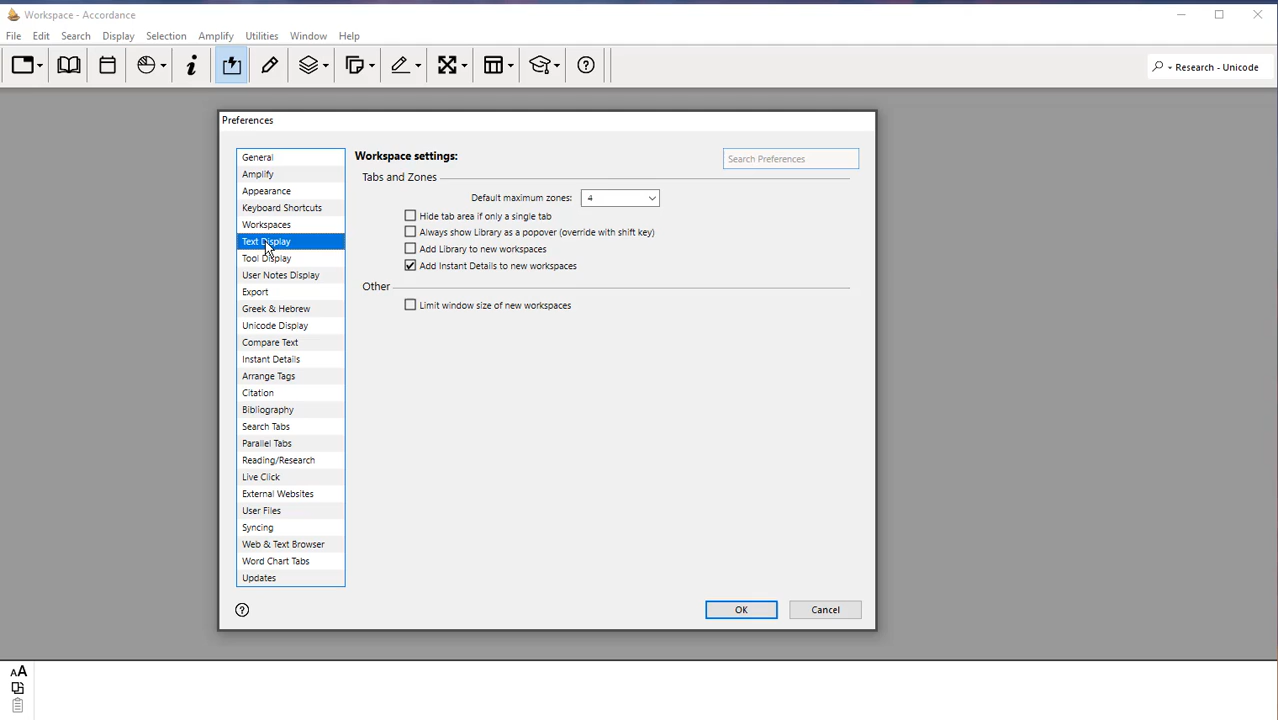 Workspace - Accordance
File Edit Search Display Selection Amplify Utilities Window Help
Research - Unicode
Preferences
General
Amplify
Appearance
Keyboard Shortcuts
Workspaces
Text Display
Tool Display
User Notes Display
Export
Greek & Hebrew
Unicode Display
Compare Text
Instant Details
Arrange Tags
Citation
Bibliography
Search Tabs
Parallel Tabs
Reading/Research
Live Click
External Websites
User Files
Syncing
Web & Text Browser
Word Chart Tabs
Updates
Workspace settings:
Search Preferences
Tabs and Zones
Default maximum zones: 4
Hide tab area if only a single tab
Always show Library as a popover (override with shift key)
Add Library to new workspaces
Add Instant Details to new workspaces
Other
Limit window size of new workspaces
OK Cancel
AA